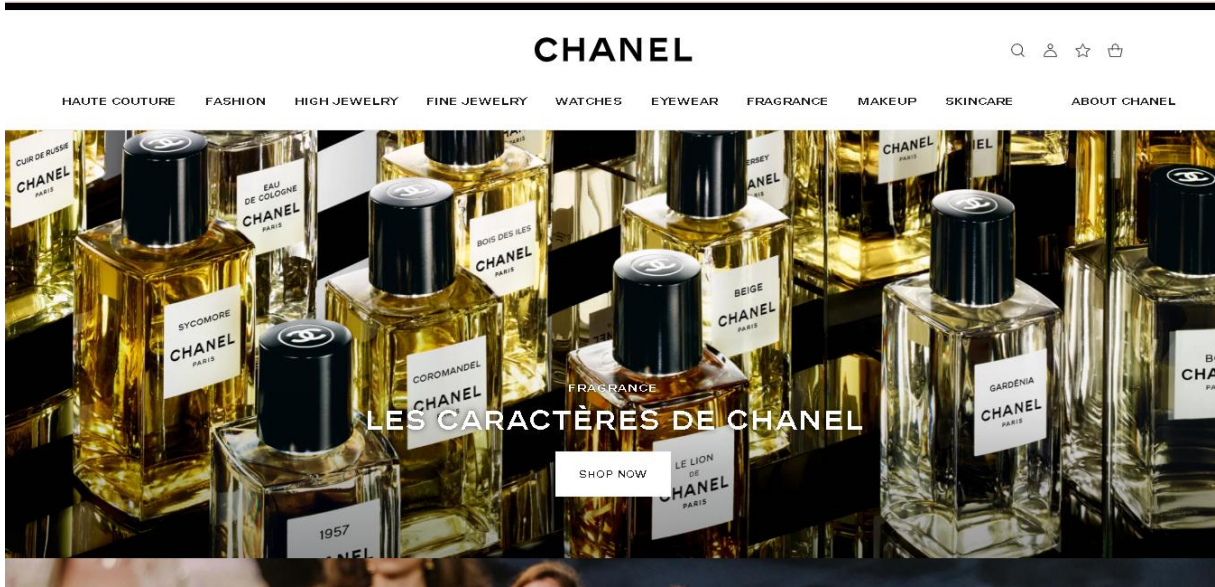 CHANEL
HAUTE COUTURE FASHION HIGH JEWELRY FINE JEWELRY WATCHES EYEWEAR FRAGRANCE MAKEUP SKINCARE ABOUT CHANEL
CUIR DE RUSSIE
CHANEL
PARIS
EAU
DE COLOGNE
CHANEL
PARIS
BOIS DES ILES
CHANEL
PARIS
CHANEL
PARIS
BEIGE
CHANEL
PARIS
SYCOMORE
CHANEL
PARIS
COROMANDEL
CHANEL
PARIS
GARDÉNIA
CHANEL
PARIS
FRAGRANCE
LES CARACTÈRES DE CHANEL
SHOP NOW
LE LION
DE
CHANEL
PARIS
1957